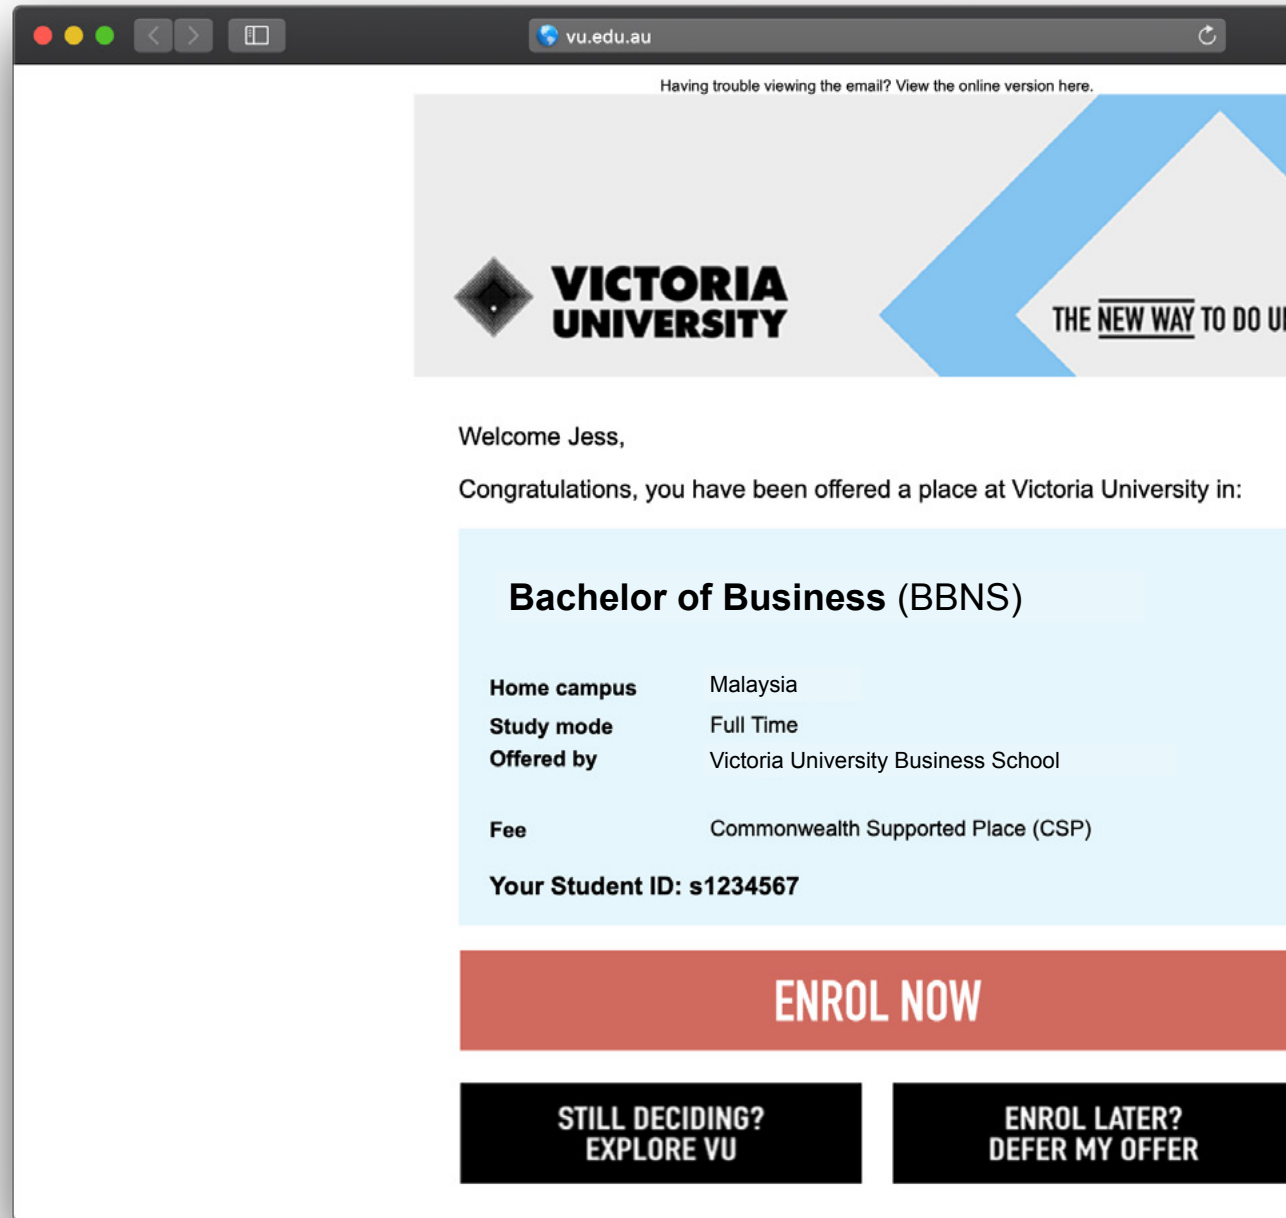 vu.edu.au
Having trouble viewing the email? View the online version here.
VICTORIA
UNIVERSITY
THE NEW WAY TO DO
Welcome Jess,
Congratulations, you have been offered a place at Victoria University in:
Bachelor of Business (BBNS)
Home campus Malaysia
Study mode Full Time
Offered by Victoria University Business School
Fee Commonwealth Supported Place (CSP)
Your Student ID: s1234567
ENROL NOW
STILL DECIDING?
EXPLORE VU
ENROL LATER?
DEFER MY OFFER